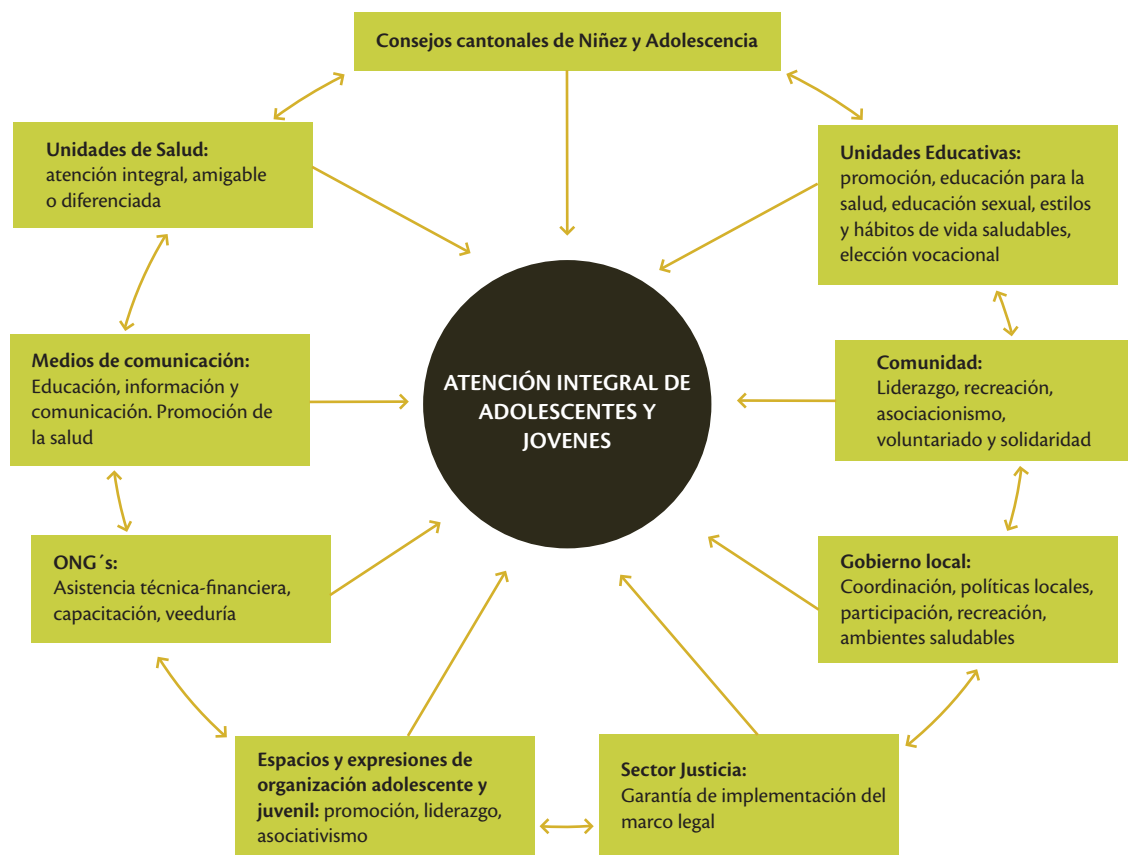 Consejos cantonales de Niñez y Adolescencia
Unidades de Salud:
atención integral, amigable
o diferenciada
Unidades Educativas:
promoción, educación para la
salud, educación sexual, estilos
y hábitos de vida saludables,
elección vocacional
Medios de comunicación:
Educación, información y
comunicación. Promoción de
la salud
ATENCIÓN INTEGRAL DE
ADOLESCENTES Y
JOVENES
Comunidad:
Liderazgo, recreación,
asociacionismo,
voluntariado y solidaridad
ONG´s:
Asistencia técnica-financiera,
capacitación, veeduría
Gobierno local:
Coordinación, políticas locales,
participación, recreación,
ambientes saludables
Espacios y expresiones de
organización adolescente y
juvenil: promoción, liderazgo,
asociativismo
Sector Justicia:
Garantía de implementación del
marco legal